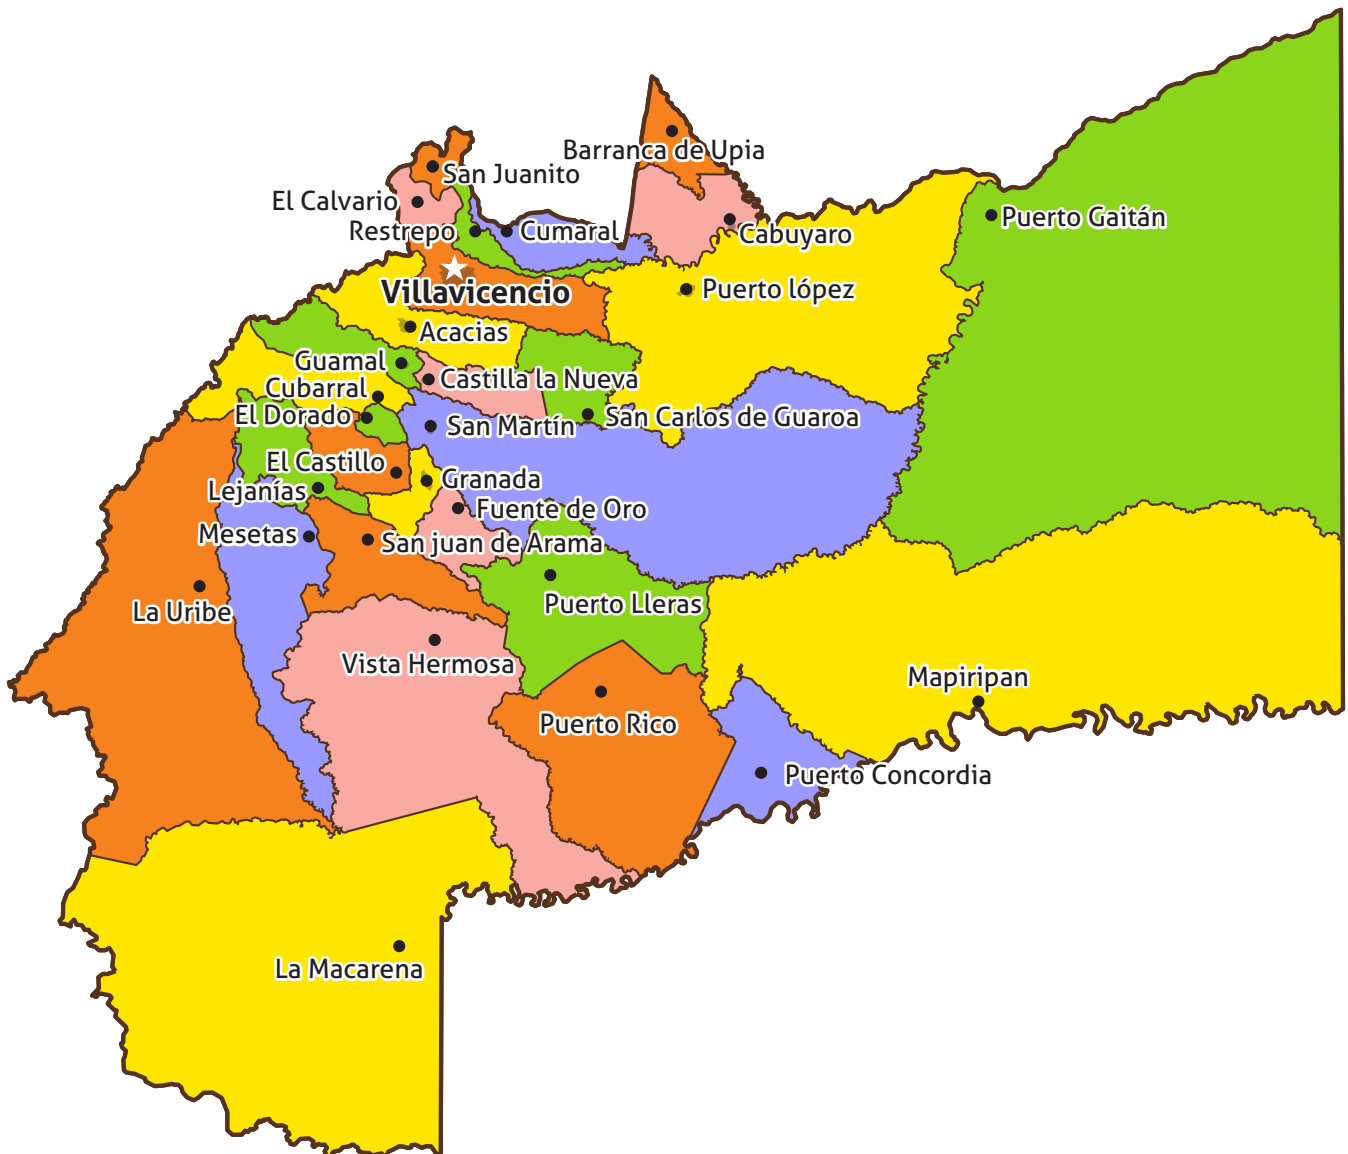 Barranca de Upia
San Juanito
El Calvario
Puerto Gaitán
Restrepo
Cumaral
Cabuyaro
Villavicencio
Puerto lópez
Acacias
Guamal
Castilla la Nueva
Cubarral
El Dorado
San Carlos de Guaroa
San Martín
El Castillo
Granada
Lejanías
Fuente de Oro
Mesetas
San juan de Arama
Puerto Lleras
La Uribe
Vista Hermosa
Mapiripan
Puerto Rico
Puerto Concordia
La Macarena